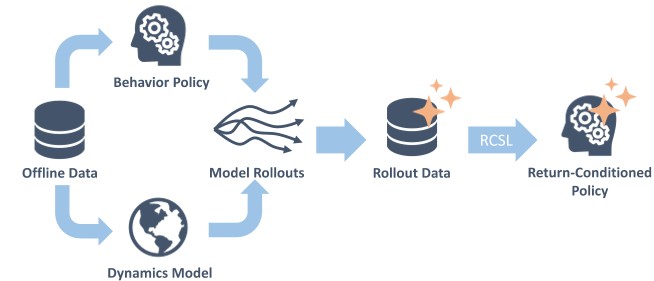 Behavior Policy
Offline Data
Model Rollouts
Rollout Data
RCSL
Return-Conditioned
Policy
Dynamics Model